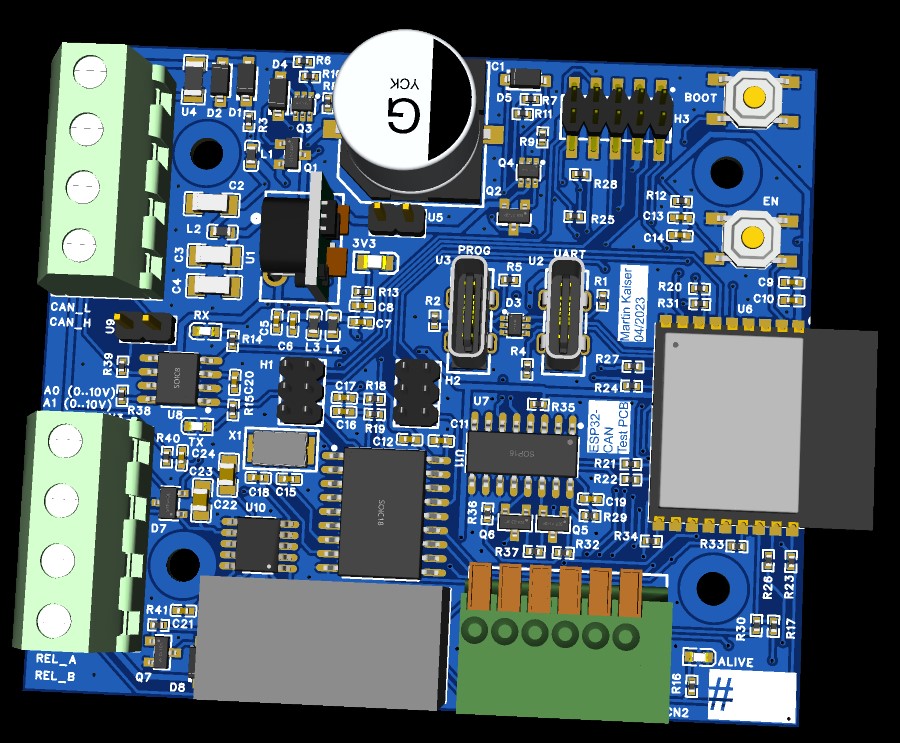 R6
D4
R10
U4
D2
D1
R3
Q3
G
YCK
C1
D5
R7
R11
R9
H3
BOOT
L1
Q1
Q4
R28
C2
Q2
R25
R12
C13
C14
EN
L2
U5
3V3
C3
U1
C4
PROG
U3
UART
U2
R5
R1
Martin Kaiser
04/2023
R20
R31
C9
C10
U6
CAN_L
CAN_H
U9
RX
R14
C5
C6
L3
L4
R13
C8
C7
R2
D3
R4
R39
H1
H2
R27
R24
A0 (0..10V)
A1 (0..10V)
R38
U8
C20
R15
C17
C16
R18
R19
U7
R35
ESP32-
CAN
Test PCB
TX
R40
C24
C23
X1
C12
C11
U11
SOP16
R21
R22
C22
C18
C15
SOIC18
C19
R29
D7
U10
R36
Q6
Q5
R37
R32
R34
R33
R26
R23
R41
C21
R30
R17
REL_A
REL_B
Q7
D8
ALIVE
R16
#
CN2